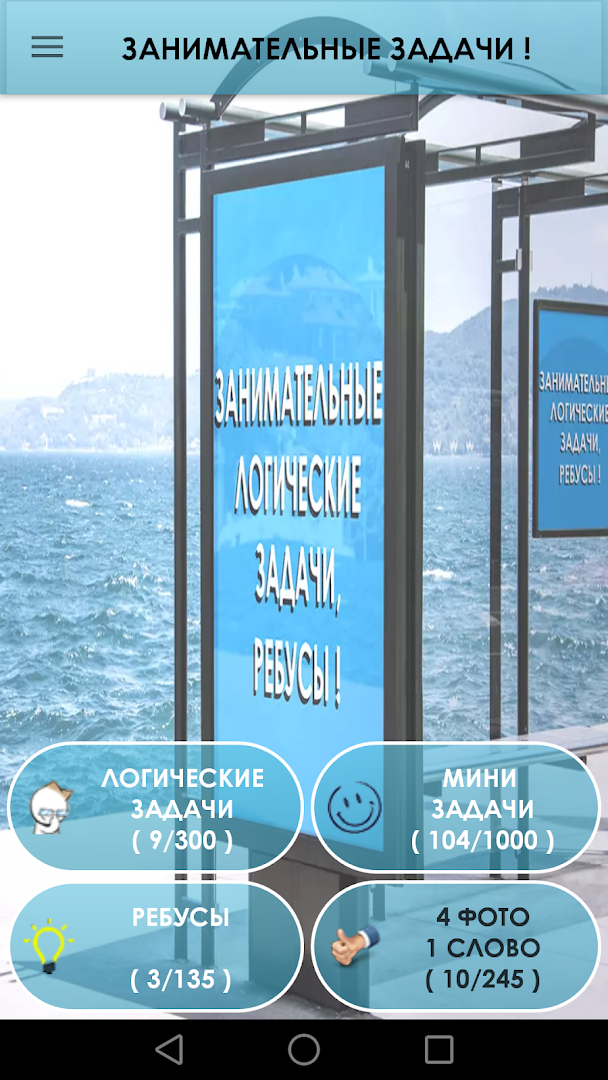 ЗАНИМАТЕЛЬНЫЕ ЗАДАЧИ !
ЗАНИМАТЕЛЬНЫЕ
ЛОГИЧЕСКИЕ
ЗАДАЧИ,
РЕБУСЫ !
ЗАНИМАТЕЛЬНЫ
ЛОГИЧЕСКИЕ
ЗАДАЧИ,
РЕБУСЫ !
ЛОГИЧЕСКИЕ
ЗАДАЧИ
( 9/300 )
МИНИ
ЗАДАЧИ
( 104/1000 )
РЕБУСЫ
( 3/135 )
4 ФОТО
1 СЛОВО
( 10/245 )